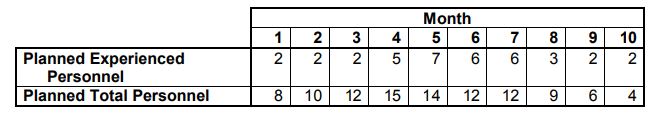 Month
1 2 3 4 5 6 7 8 9 10
Planned Experienced 2 2 2 5 7 6 6 3 2 2
Personnel
Planned Total Personnel 8 10 12 15 14 12 12 9 6 4